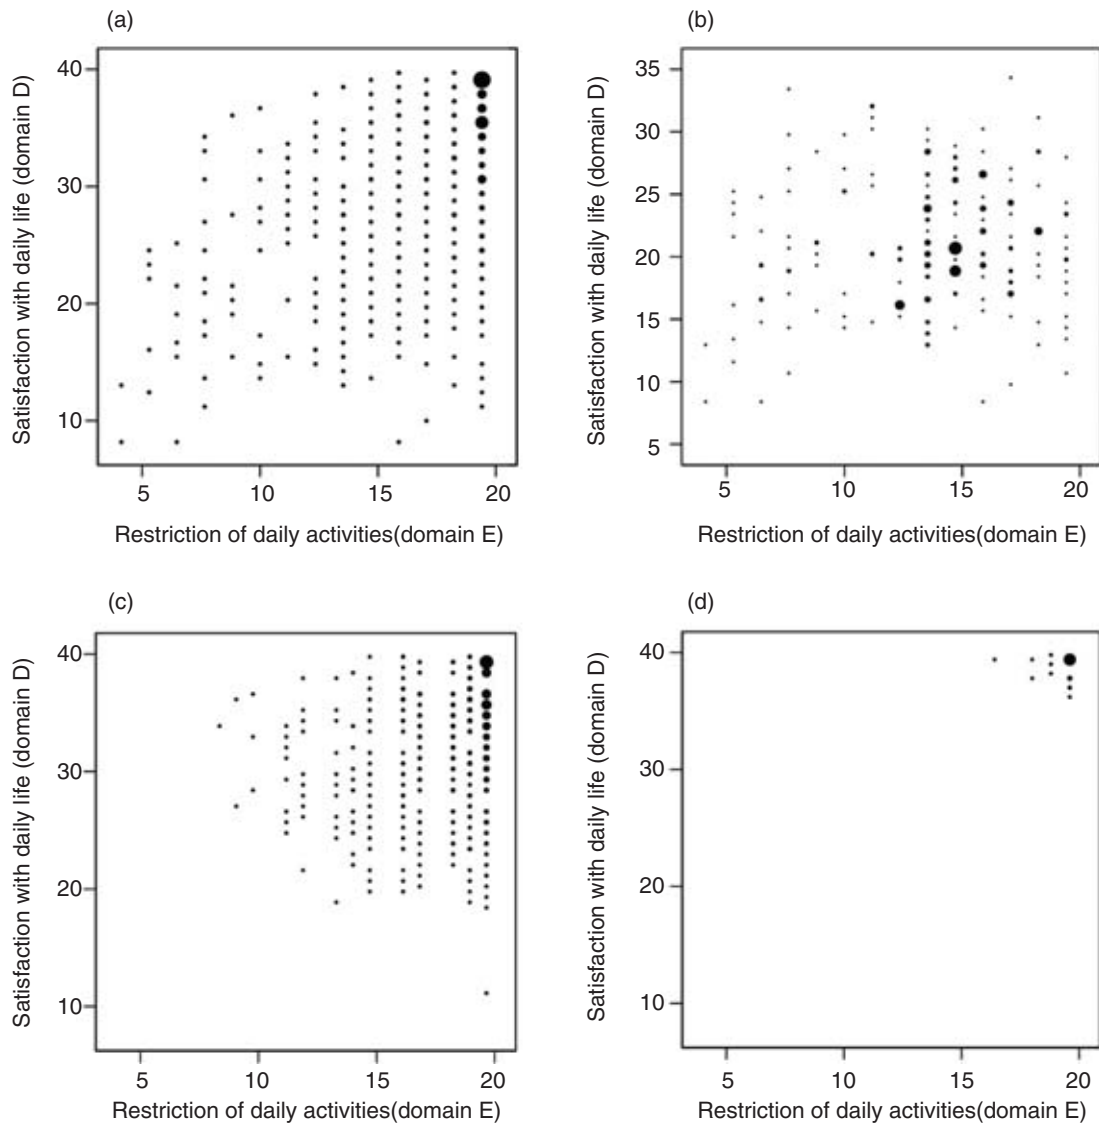 (a)
Satisfaction with daily life (domain D)
40
30
20
10
5 10 15 20
Restriction of daily activities(domain E)
(b)
Satisfaction with daily life (domain D)
35
30
25
20
15
10
5
5 10 15 20
Restriction of daily activities(domain E)
(c)
Satisfaction with daily life (domain D)
40
30
20
10
5 10 15 20
Restriction of daily activities(domain E)
(d)
Satisfaction with daily life (domain D)
40
30
20
10
5 10 15 20
Restriction of daily activities(domain E)